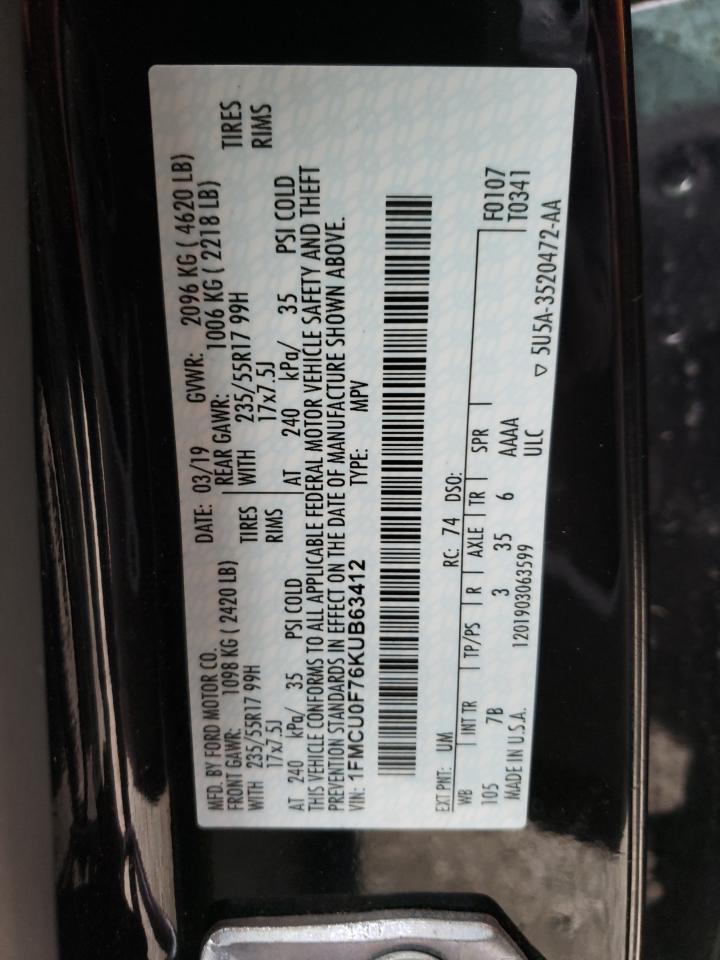 MFD. BY FORD MOTOR CO.
DATE: 03/19 GVWR: 2096 KG ( 4620 LB)
FRONT GAWR: 1098 KG ( 2420 LB) REAR GAWR: 1006 KG ( 2218 LB)
WITH 235/55R17 99H TIRES WITH 235/55R17 99H TIRES
17x7.5J RIMS 17x7.5J RIMS
AT 240 kPa/ 35 PSI COLD AT 240 kPa/ 35 PSI COLD
THIS VEHICLE CONFORMS TO ALL APPLICABLE FEDERAL MOTOR VEHICLE SAFETY AND THEFT
PREVENTION STANDARDS IN EFFECT ON THE DATE OF MANUFACTURE SHOWN ABOVE.
VIN: 1FMCU0F76KUB63412 TYPE: MPV
EXT PNT: UM RC: 74 DSO:
WB INT TR TP/PS R AXLE TR SPR F0107
105 7B 3 35 6 AAAA T0341
MADE IN U.S.A. 1201903063599 ULC
▽ 5U5A-3520472-AA